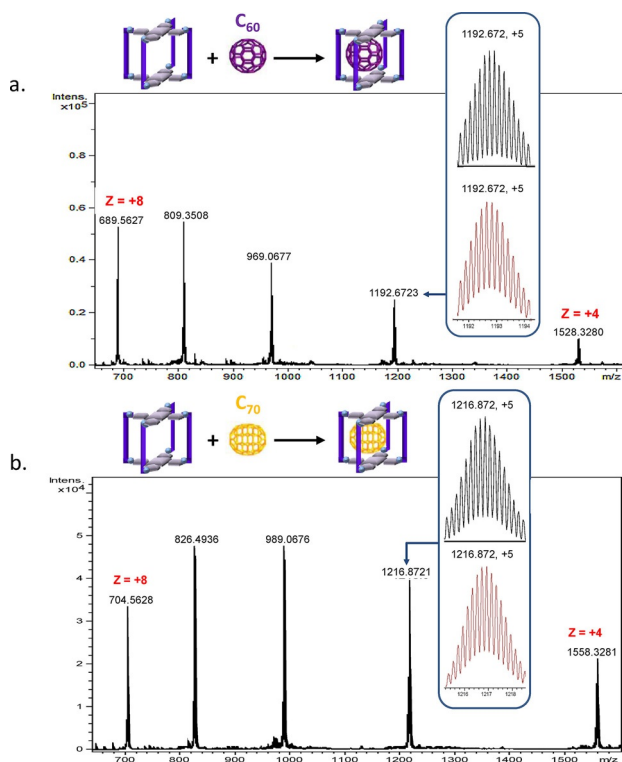 C60
+
a.
Intens.
x10⁵
1.0
0.8
0.6
0.4
0.2
0.0
Z = +8
689.5627
809.3508
969.0677
1192.6723
Z = +4
1528.3280
1192.672, +5
1192.672, +5
1192 1193 1194
700 800 900 1000 1100 1200 1300 1400 1500 m/z
C70
+
b.
Intens.
x10⁴
5
4
3
2
1
0
Z = +8
704.5628
826.4936
989.0676
1216.8721
Z = +4
1558.3281
1216.872, +5
1216.872, +5
1216 1217 1218
700 800 900 1000 1100 1200 1300 1400 1500 m/z